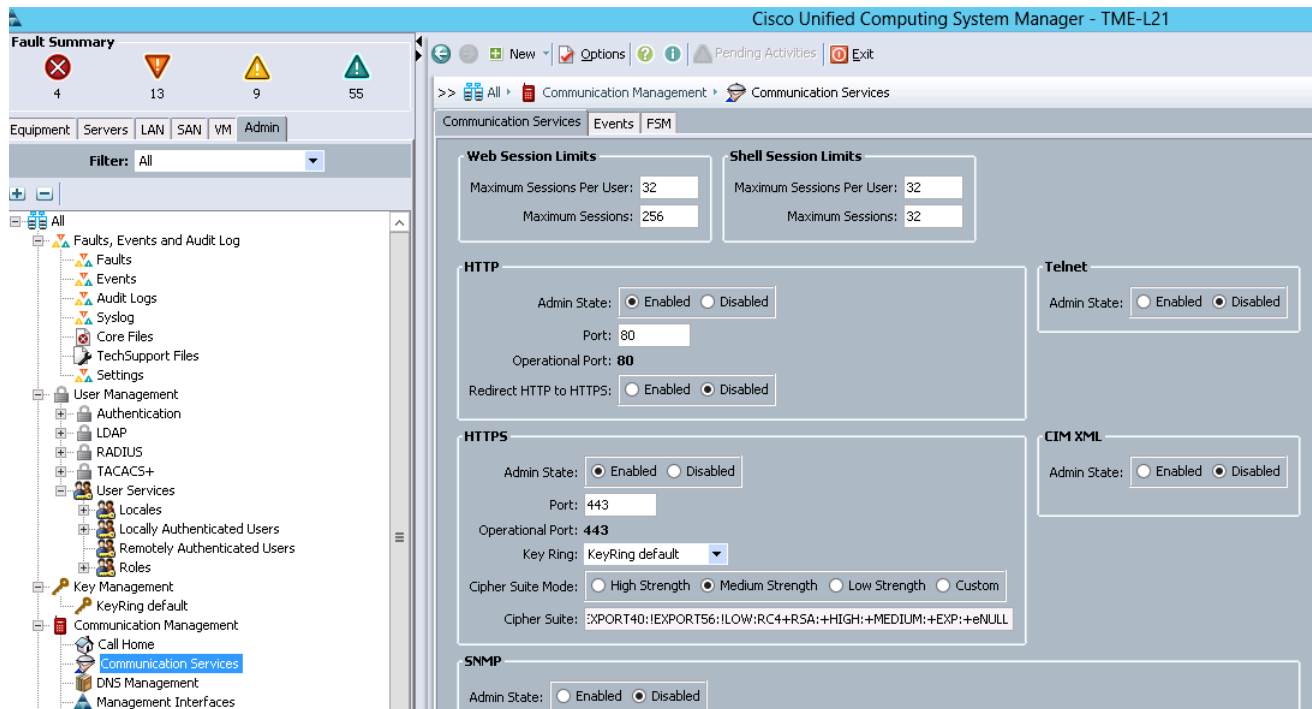 Cisco Unified Computing System Manager - TME-L21
Fault Summary
4 13 9 55
Equipment Servers LAN SAN VM Admin
Filter: All
All
Faults, Events and Audit Log
Faults
Events
Audit Logs
Syslog
Core Files
TechSupport Files
Settings
User Management
Authentication
LDAP
RADIUS
TACACS+
User Services
Locales
Locally Authenticated Users
Remotely Authenticated Users
Roles
Key Management
KeyRing default
Communication Management
Call Home
Communication Services
DNS Management
Management Interfaces
New Options Pending Activities Exit
>> All Communication Management Communication Services
Communication Services Events FSM
Web Session Limits
Maximum Sessions Per User: 32
Maximum Sessions: 256
Shell Session Limits
Maximum Sessions Per User: 32
Maximum Sessions: 32
HTTP
Admin State: Enabled Disabled
Port: 80
Operational Port: 80
Redirect HTTP to HTTPS: Enabled Disabled
Telnet
Admin State: Enabled Disabled
HTTPS
Admin State: Enabled Disabled
Port: 443
Operational Port: 443
Key Ring: KeyRing default
Cipher Suite Mode: High Strength Medium Strength Low Strength Custom
Cipher Suite: XPORT40:!EXPORT56:!LOW:RC4+RSA:+HIGH:+MEDIUM:+EXP:+eNULL
CIM XML
Admin State: Enabled Disabled
SNMP
Admin State: Enabled Disabled